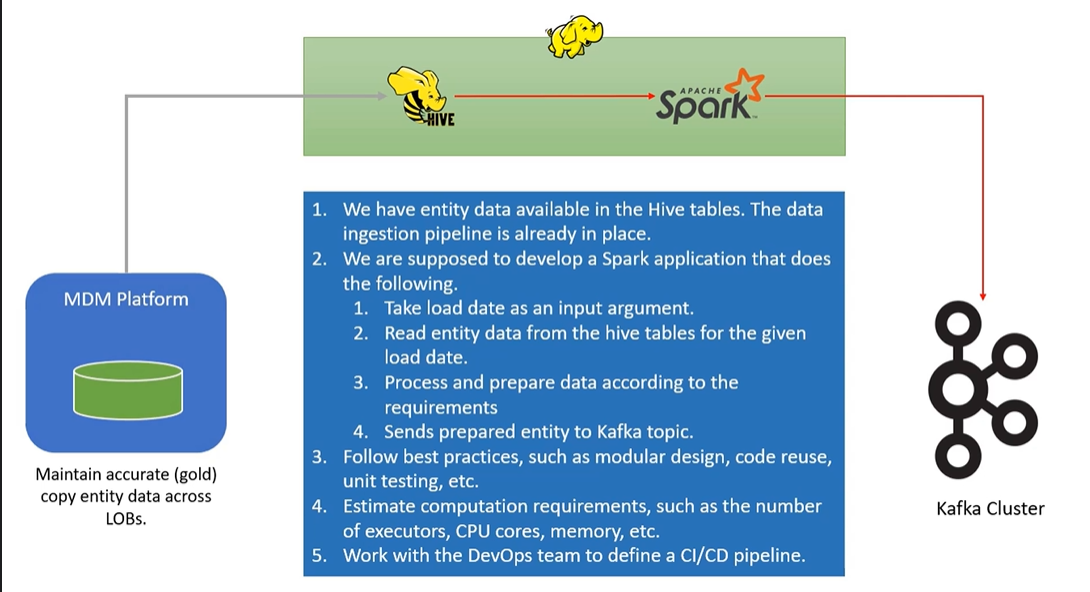 HIVE
APACHE
Spark
TM
MDM Platform
Maintain accurate (gold)
copy entity data across
LOBs.
1. We have entity data available in the Hive tables. The data
ingestion pipeline is already in place.
2. We are supposed to develop a Spark application that does
the following.
1. Take load date as an input argument.
2. Read entity data from the hive tables for the given
load date.
3. Process and prepare data according to the
requirements
4. Sends prepared entity to Kafka topic.
3. Follow best practices, such as modular design, code reuse,
unit testing, etc.
4. Estimate computation requirements, such as the number
of executors, CPU cores, memory, etc.
5. Work with the DevOps team to define a CI/CD pipeline.
Kafka Cluster